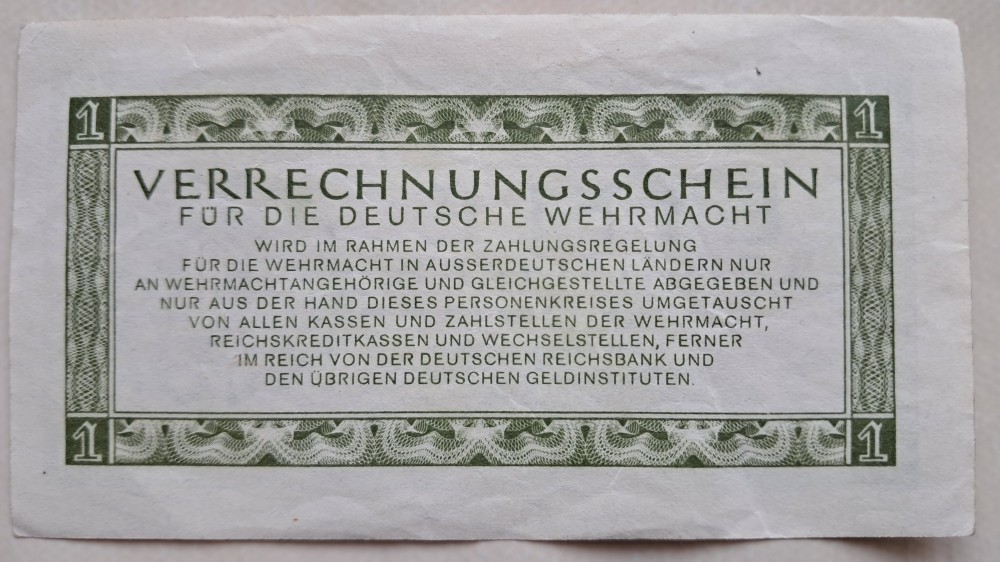 1 1
VERRECHNUNGSSCHEIN
FÜR DIE DEUTSCHE WEHRMACHT
WIRD IM RAHMEN DER ZAHLUNGSREGELUNG
FÜR DIE WEHRMACHT IN AUSSERDEUTSCHEN LÄNDERN NUR
AN WEHRMACHTANGEHÖRIGE UND GLEICHGESTELLTE ABGEGEBEN UND
NUR AUS DER HAND DIESES PERSONENKREISES UMGETAUSCHT
VON ALLEN KASSEN UND ZAHLSTELLEN DER WEHRMACHT,
REICHSKREDITKASSEN UND WECHSELSTELLEN, FERNER
IM REICH VON DER DEUTSCHEN REICHSBANK UND
DEN ÜBRIGEN DEUTSCHEN GELDINSTITUTEN.
1 1